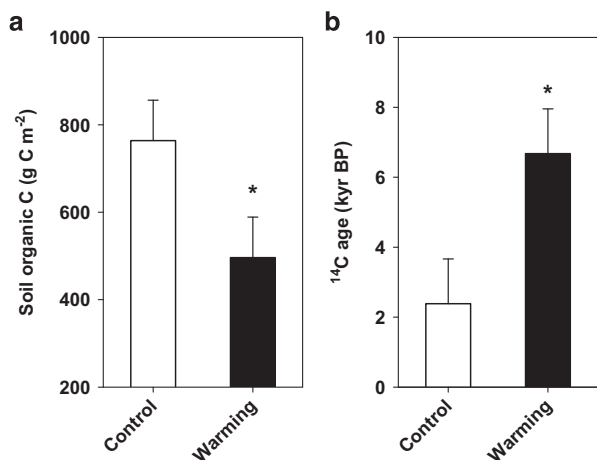 a
Soil organic C (g C m-2)
1000
800
600
400
200
*
Control
Warming
b
14C age (kyr BP)
10
8
6
4
2
0
*
Control
Warming